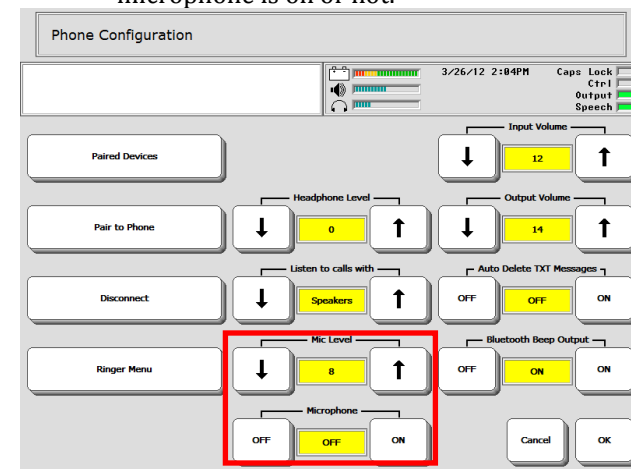 microphone is on or not.
Phone Configuration
3/26/12 2:04PM Caps Lock
Ctrl
Output
Speech
Input Volume
Paired Devices
12
Headphone Level
Output Volume
Pair to Phone
0
14
Listen to calls with
Auto Delete TXT Messages
Disconnect
Speakers
OFF
OFF
ON
Mic Level
Bluetooth Beep Output
Ringer Menu
8
OFF
ON
ON
Microphone
OFF
OFF
ON
Cancel
OK